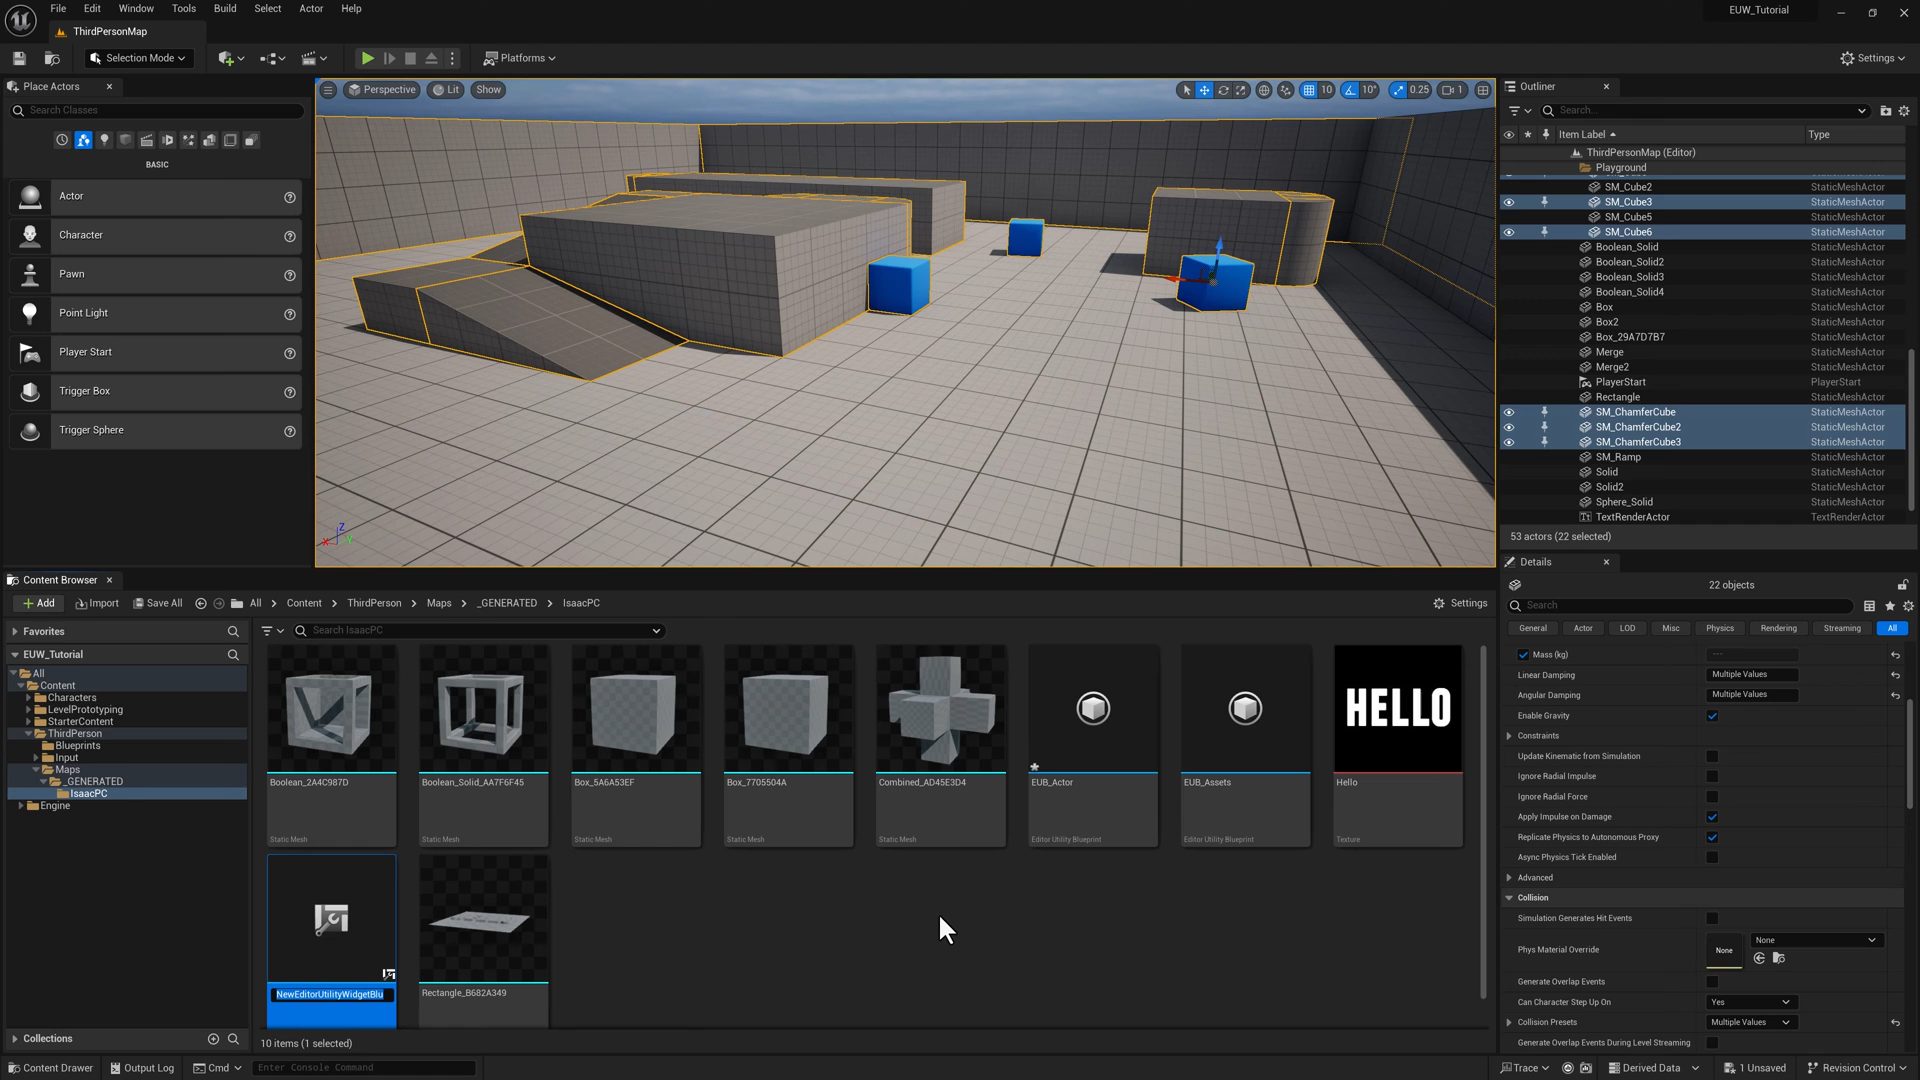 File Edit Window Tools Build Select Actor Help
EUW_Tutorial
ThirdPersonMap
Selection Mode
Platforms
Settings
Place Actors
Search Classes
BASIC
Actor
Character
Pawn
Point Light
Player Start
Trigger Box
Trigger Sphere
Perspective
Lit
Show
10
10°
0.25
1
Z
X
Y
Outliner
Search...
Item Label Type
ThirdPersonMap (Editor)
Playground
SM_Cube2 StaticMeshActor
SM_Cube3 StaticMeshActor
SM_Cube5 StaticMeshActor
SM_Cube6 StaticMeshActor
Boolean_Solid StaticMeshActor
Boolean_Solid2 StaticMeshActor
Boolean_Solid3 StaticMeshActor
Boolean_Solid4 StaticMeshActor
Box StaticMeshActor
Box2 StaticMeshActor
Box_29A7D7B7 StaticMeshActor
Merge StaticMeshActor
Merge2 StaticMeshActor
PlayerStart PlayerStart
Rectangle StaticMeshActor
SM_ChamferCube StaticMeshActor
SM_ChamferCube2 StaticMeshActor
SM_ChamferCube3 StaticMeshActor
SM_Ramp StaticMeshActor
Solid StaticMeshActor
Solid2 StaticMeshActor
Sphere_Solid StaticMeshActor
Tt TextRenderActor TextRenderActor
53 actors (22 selected)
Details
22 objects
Search
General Actor LOD Misc Physics Rendering Streaming All
Mass (kg) ---
Linear Damping Multiple Values
Angular Damping Multiple Values
Enable Gravity
Constraints
Update Kinematic from Simulation
Ignore Radial Impulse
Ignore Radial Force
Apply Impulse on Damage
Replicate Physics to Autonomous Proxy
Async Physics Tick Enabled
Advanced
Collision
Simulation Generates Hit Events
Phys Material Override None None
Generate Overlap Events
Can Character Step Up On Yes
Collision Presets Multiple Values
Generate Overlap Events During Level Streaming
Content Browser
Add Import Save All All Content ThirdPerson Maps _GENERATED IsaacPC
Settings
Favorites
EUW_Tutorial
All
Content
Characters
LevelPrototyping
StarterContent
ThirdPerson
Blueprints
Input
Maps
_GENERATED
IsaacPC
Engine
Collections
Search IsaacPC
HELLO
Boolean_2A4C987D
Static Mesh
Boolean_Solid_AA7F6F45
Static Mesh
Box_5A6A53EF
Static Mesh
Box_7705504A
Static Mesh
Combined_AD45E3D4
Static Mesh
EUB_Actor
Editor Utility Blueprint
EUB_Assets
Editor Utility Blueprint
Hello
Texture
NewEditorUtilityWidgetBlu
Rectangle_B682A349
10 items (1 selected)
Content Drawer
Output Log
Cmd
Enter Console Command
Trace
Derived Data
1 Unsaved
Revision Control